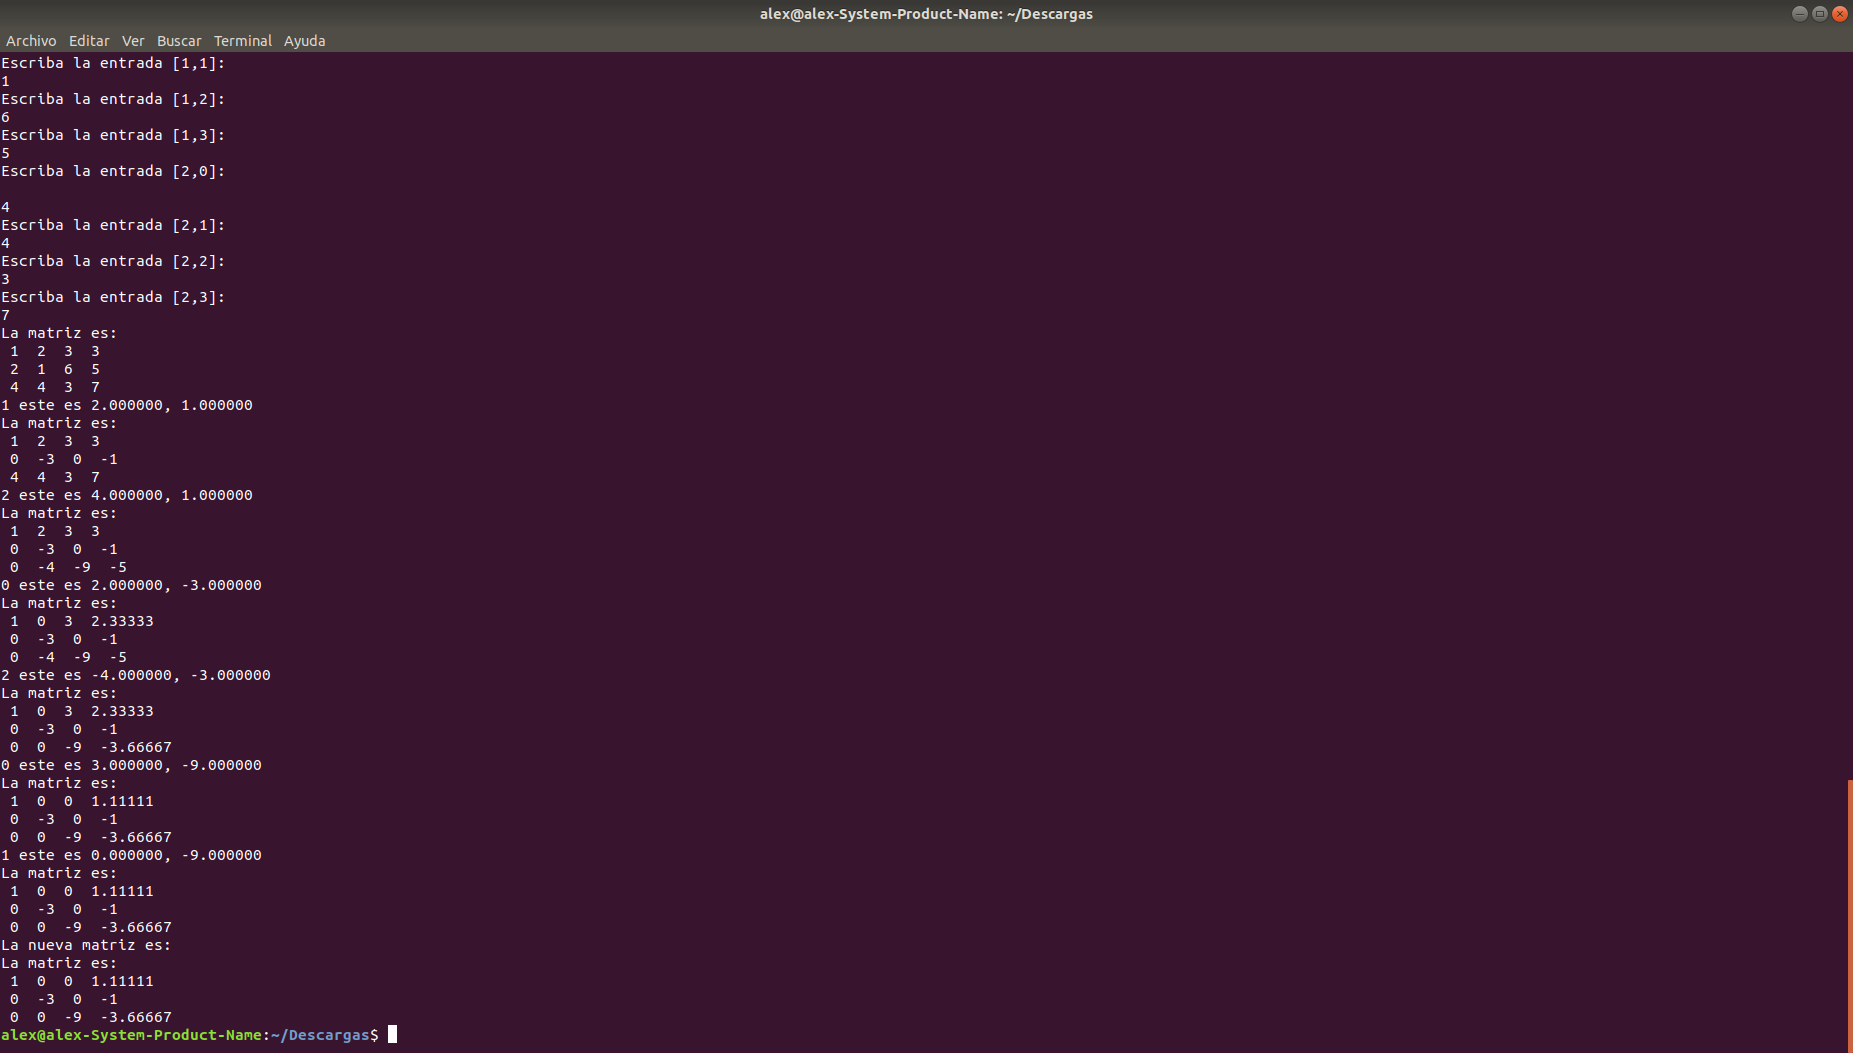 alex@alex-System-Product-Name: ~/Descargas
Archivo Editar Ver Buscar Terminal Ayuda
Escriba la entrada [1,1]:
1
Escriba la entrada [1,2]:
6
Escriba la entrada [1,3]:
5
Escriba la entrada [2,0]:
4
Escriba la entrada [2,1]:
4
Escriba la entrada [2,2]:
3
Escriba la entrada [2,3]:
7
La matriz es:
1 2 3 3
2 1 6 5
4 4 3 7
1 este es 2.000000, 1.000000
La matriz es:
1 2 3 3
0 -3 0 -1
4 4 3 7
2 este es 4.000000, 1.000000
La matriz es:
1 2 3 3
0 -3 0 -1
0 -4 -9 -5
0 este es 2.000000, -3.000000
La matriz es:
1 0 3 2.33333
0 -3 0 -1
0 -4 -9 -5
2 este es -4.000000, -3.000000
La matriz es:
1 0 3 2.33333
0 -3 0 -1
0 0 -9 -3.66667
0 este es 3.000000, -9.000000
La matriz es:
1 0 0 1.11111
0 -3 0 -1
0 0 -9 -3.66667
1 este es 0.000000, -9.000000
La matriz es:
1 0 0 1.11111
0 -3 0 -1
0 0 -9 -3.66667
La nueva matriz es:
La matriz es:
1 0 0 1.11111
0 -3 0 -1
0 0 -9 -3.66667
alex@alex-System-Product-Name:~/Descargas$